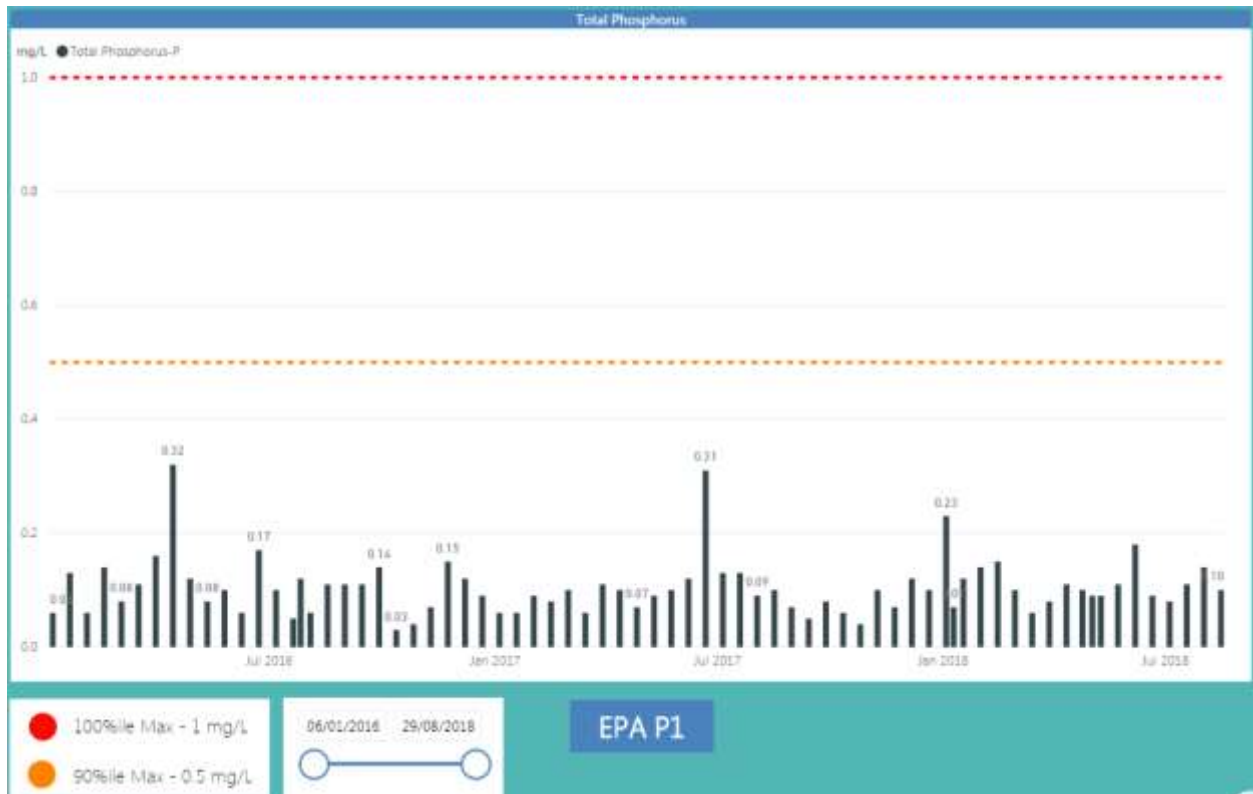 Total Phosphorus
mg/L Total Phosphorus-P
1.0
0.8
0.6
0.4
0.2
0.0
0.08
0.32
0.08
0.17
0.14
0.03
0.15
0.07
0.31
0.09
0.23
Jul 2016
Jan 2017
Jul 2017
Jan 2018
Jul 2018
100%ile Max - 1 mg/L
90%ile Max - 0.5 mg/L
06/01/2016 29/08/2018
EPA P1